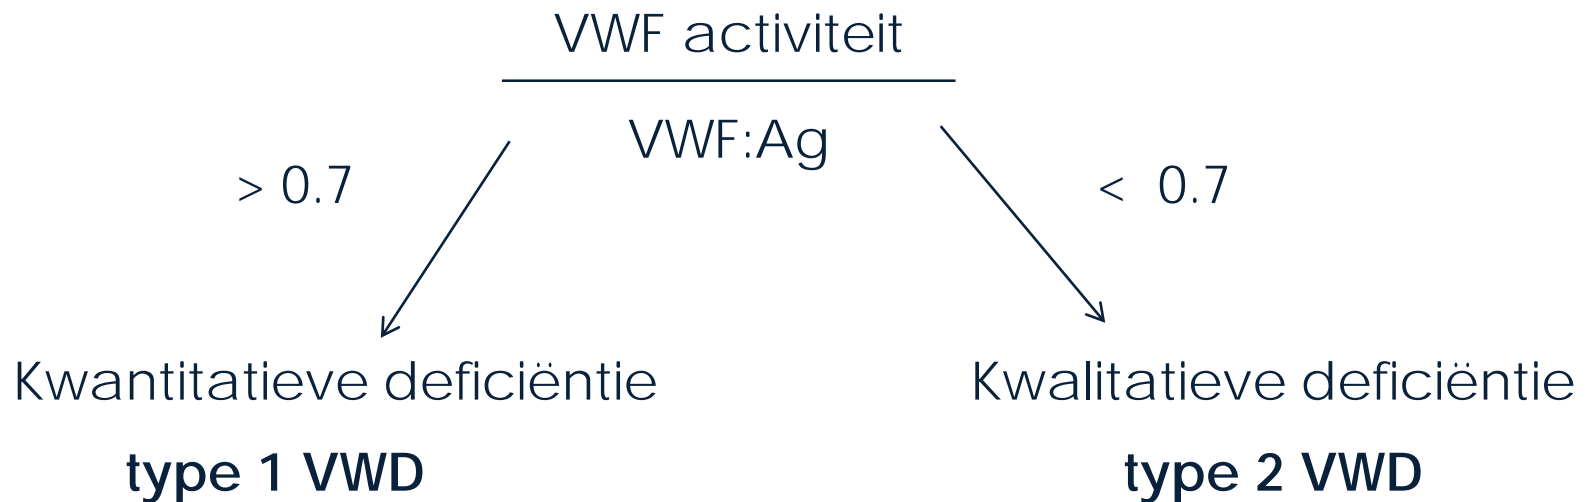 VWF activiteit
VWF:Ag
> 0.7
< 0.7
Kwantitatieve deficiëntie
type 1 VWD
Kwalitatieve deficiëntie
type 2 VWD